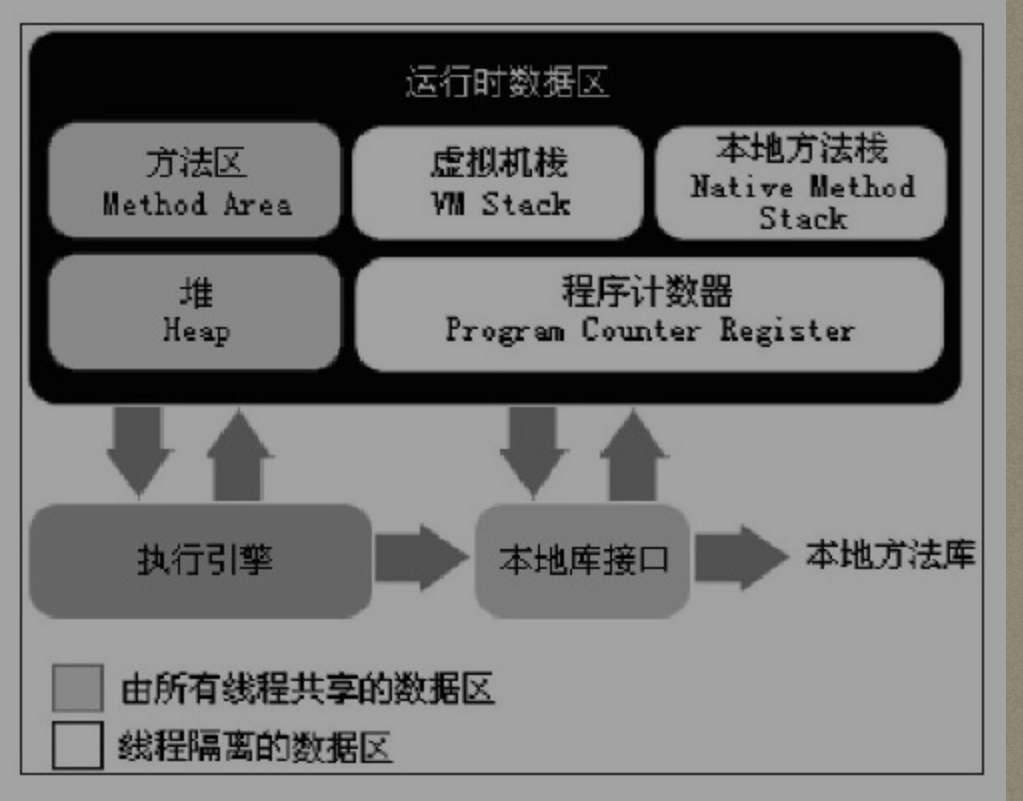 运行时数据区
方法区
Method Area
虚拟机栈
VM Stack
本地方法栈
Native Method
Stack
堆
Heap
程序计数器
Program Counter Register
执行引擎
本地库接口
本地方法库
由所有线程共享的数据区
线程隔离的数据区